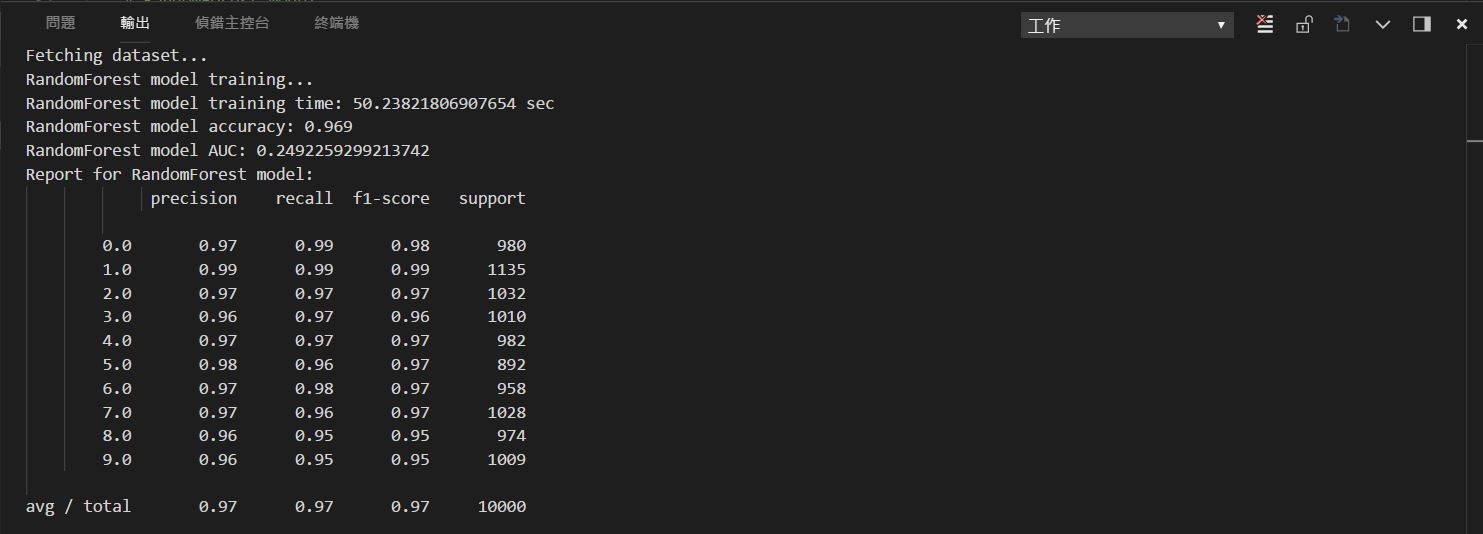 問題 輸出 偵錯主控台 終端機 工作
Fetching dataset...
RandomForest model training...
RandomForest model training time: 50.23821806907654 sec
RandomForest model accuracy: 0.969
RandomForest model AUC: 0.2492259299213742
Report for RandomForest model:
precision recall f1-score support
0.0 0.97 0.99 0.98 980
1.0 0.99 0.99 0.99 1135
2.0 0.97 0.97 0.97 1032
3.0 0.96 0.97 0.96 1010
4.0 0.97 0.97 0.97 982
5.0 0.98 0.96 0.97 892
6.0 0.97 0.98 0.97 958
7.0 0.97 0.96 0.97 1028
8.0 0.96 0.95 0.95 974
9.0 0.96 0.95 0.95 1009
avg / total 0.97 0.97 0.97 10000